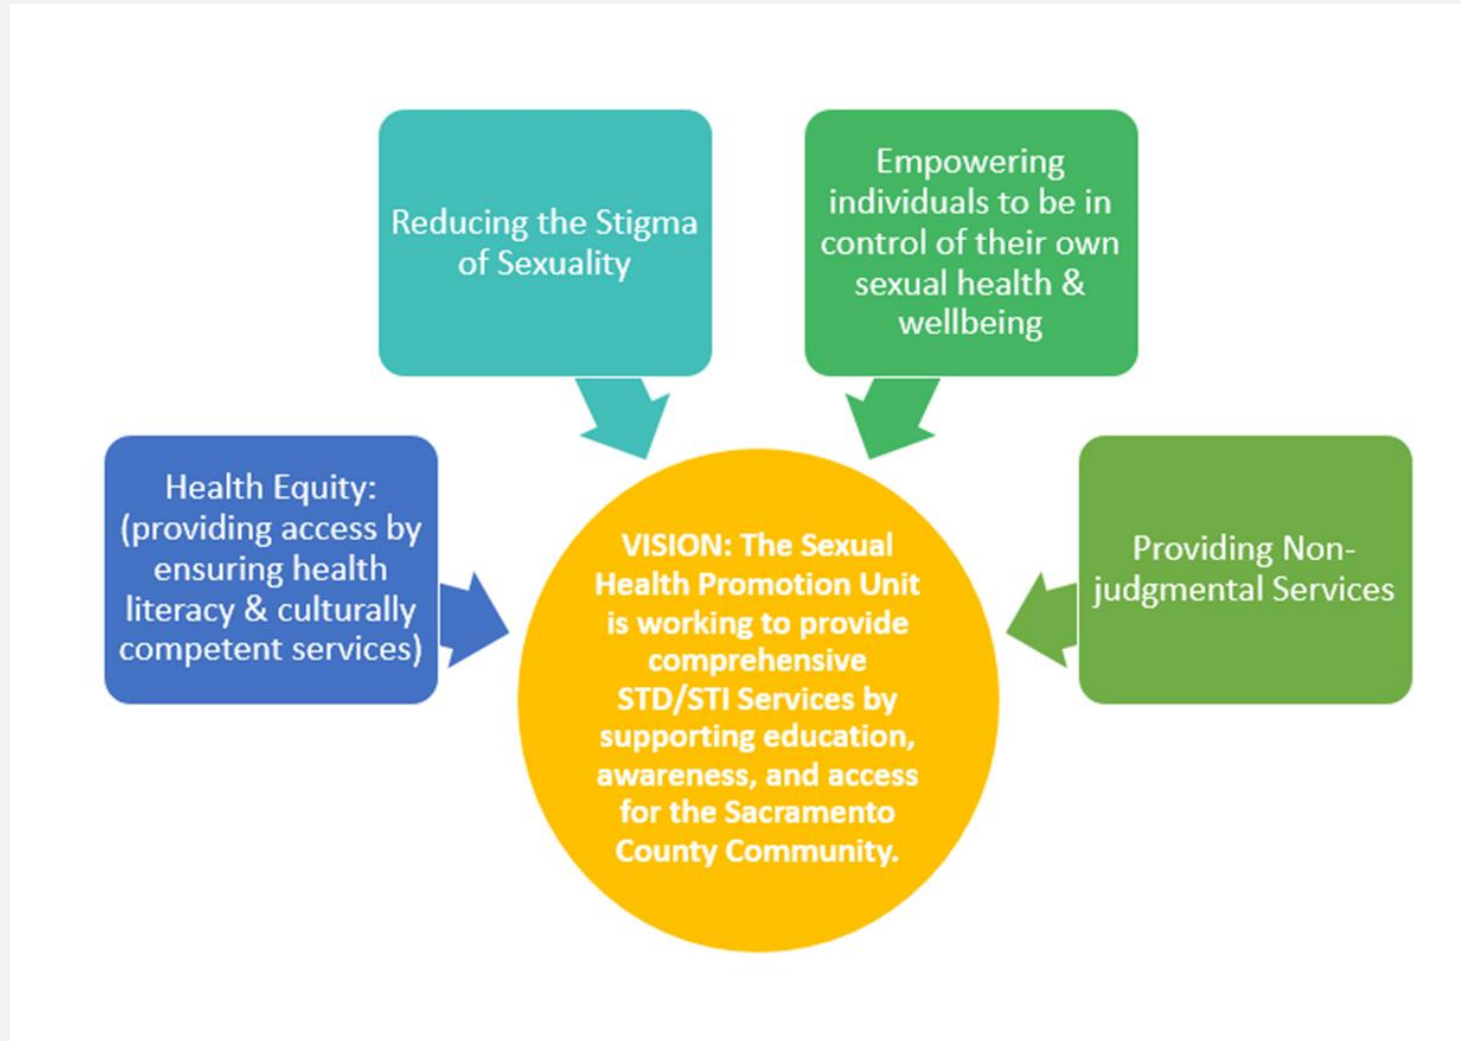 Reducing the Stigma
of Sexuality
Empowering
individuals to be in
control of their own
sexual health &
wellbeing
Health Equity:
(providing access by
ensuring health
literacy & culturally
competent services)
VISION: The Sexual
Health Promotion Unit
is working to provide
comprehensive
STD/STI Services by
supporting education,
awareness, and access
for the Sacramento
County Community.
Providing Non-
judgmental Services